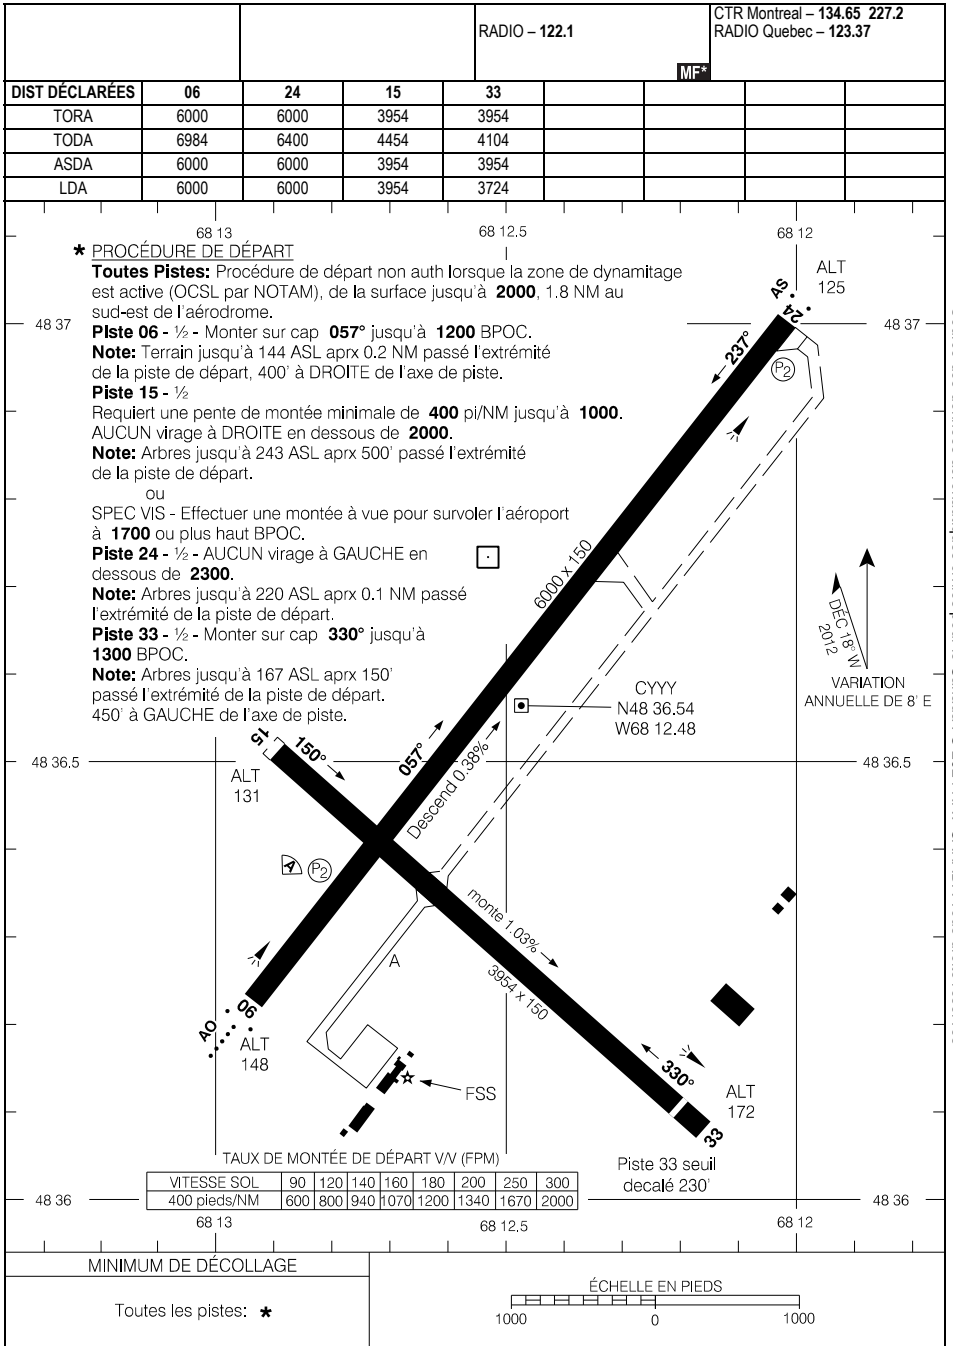 CTR Montreal – 134.65 227.2
RADIO – 122.1
RADIO Quebec – 123.37
MF*
DIST DÉCLARÉES 06 24 15 33
TORA 6000 6000 3954 3954
TODA 6984 6400 4454 4104
ASDA 6000 6000 3954 3954
LDA 6000 6000 3954 3724
68 13 68 12.5 68 12
* PROCÉDURE DE DÉPART
Toutes Pistes: Procédure de départ non auth lorsque la zone de dynamitage
est active (OCSL par NOTAM), de la surface jusqu'à 2000, 1.8 NM au
sud-est de l'aérodrome.
Piste 06 - ½ - Monter sur cap 057° jusqu'à 1200 BPOC.
Note: Terrain jusqu'à 144 ASL aprx 0.2 NM passé l'extrémité
de la piste de départ, 400' à DROITE de l'axe de piste.
Piste 15 - ½
Requiert une pente de montée minimale de 400 pi/NM jusqu'à 1000.
AUCUN virage à DROITE en dessous de 2000.
Note: Arbres jusqu'à 243 ASL aprx 500' passé l'extrémité
de la piste de départ.
ou
SPEC VIS - Effectuer une montée à vue pour survoler l'aéroport
à 1700 ou plus haut BPOC.
Piste 24 - ½ - AUCUN virage à GAUCHE en
dessous de 2300.
Note: Arbres jusqu'à 220 ASL aprx 0.1 NM passé
l'extrémité de la piste de départ.
Piste 33 - ½ - Monter sur cap 330° jusqu'à
1300 BPOC.
Note: Arbres jusqu'à 167 ASL aprx 150'
passé l'extrémité de la piste de départ.
450' à GAUCHE de l'axe de piste.
ALT
125
AS
24
48 37
48 37
237°
P2
6000 x 150
DÉC 18° W
2012
VARIATION
ANNUELLE DE 8' E
CYYY
N48 36.54
W68 12.48
15
150°
057°
Descend 0.38%
48 36.5
48 36.5
ALT
131
A
P2
monte 1.03%
3954 x 150
A
06
AO
ALT
148
FSS
330°
ALT
172
33
Piste 33 seuil
decalé 230'
TAUX DE MONTÉE DE DÉPART V/V (FPM)
VITESSE SOL 90 120 140 160 180 200 250 300
400 pieds/NM 600 800 940 1070 1200 1340 1670 2000
48 36
48 36
68 13 68 12.5 68 12
MINIMUM DE DÉCOLLAGE
Toutes les pistes: *
ÉCHELLE EN PIEDS
1000 0 1000